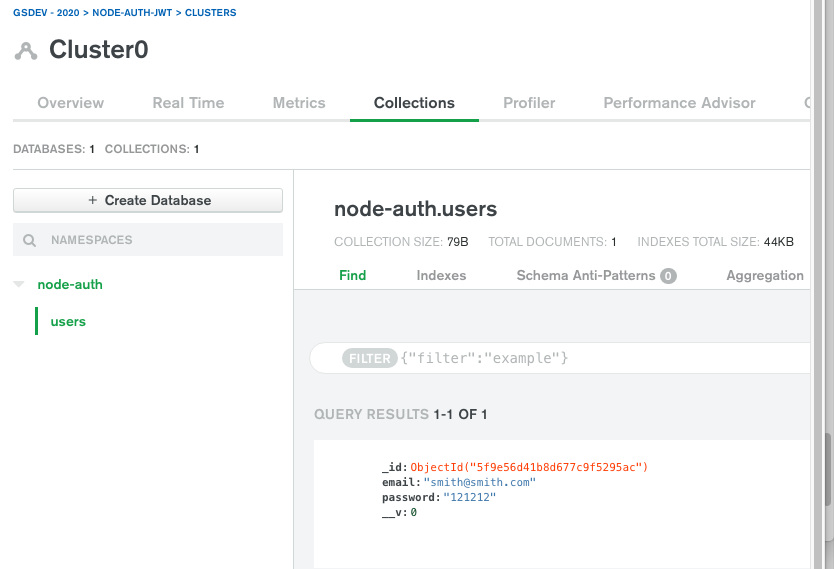 GSDEV - 2020 > NODE-AUTH-JWT > CLUSTERS
Cluster0
Overview Real Time Metrics Collections Profiler Performance Advisor
DATABASES: 1 COLLECTIONS: 1
+ Create Database
NAMESPACES
node-auth
users
node-auth.users
COLLECTION SIZE: 79B TOTAL DOCUMENTS: 1 INDEXES TOTAL SIZE: 44KB
Find Indexes Schema Anti-Patterns 0 Aggregation
FILTER {"filter":"example"}
QUERY RESULTS 1-1 OF 1
_id: ObjectId("5f9e56d41b8d677c9f5295ac")
email: "smith@smith.com"
password: "121212"
__v: 0